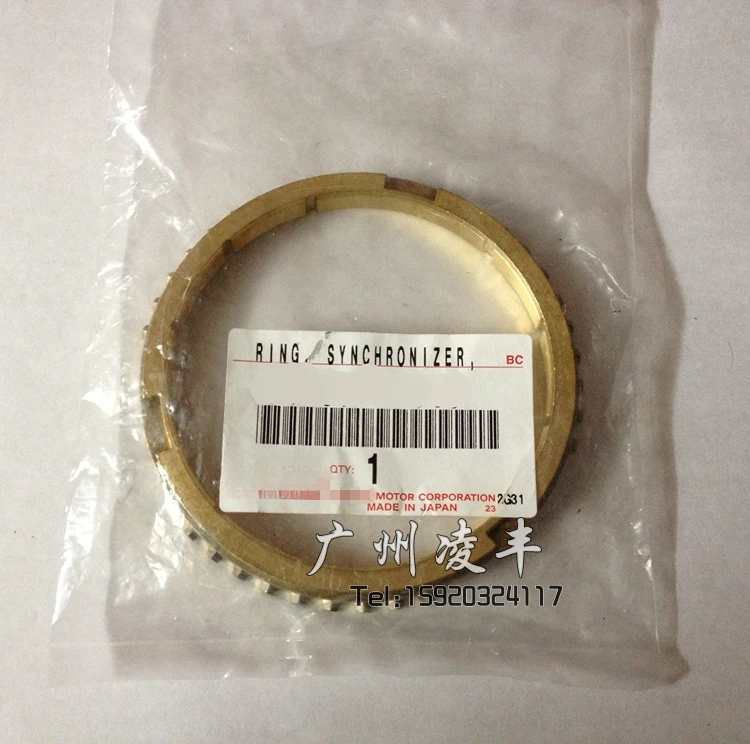 RING, SYNCHRONIZER, BC
QTY: 1
MOTOR CORPORATION 2G31
MADE IN JAPAN 23
广州凌丰
Tel:15920324117